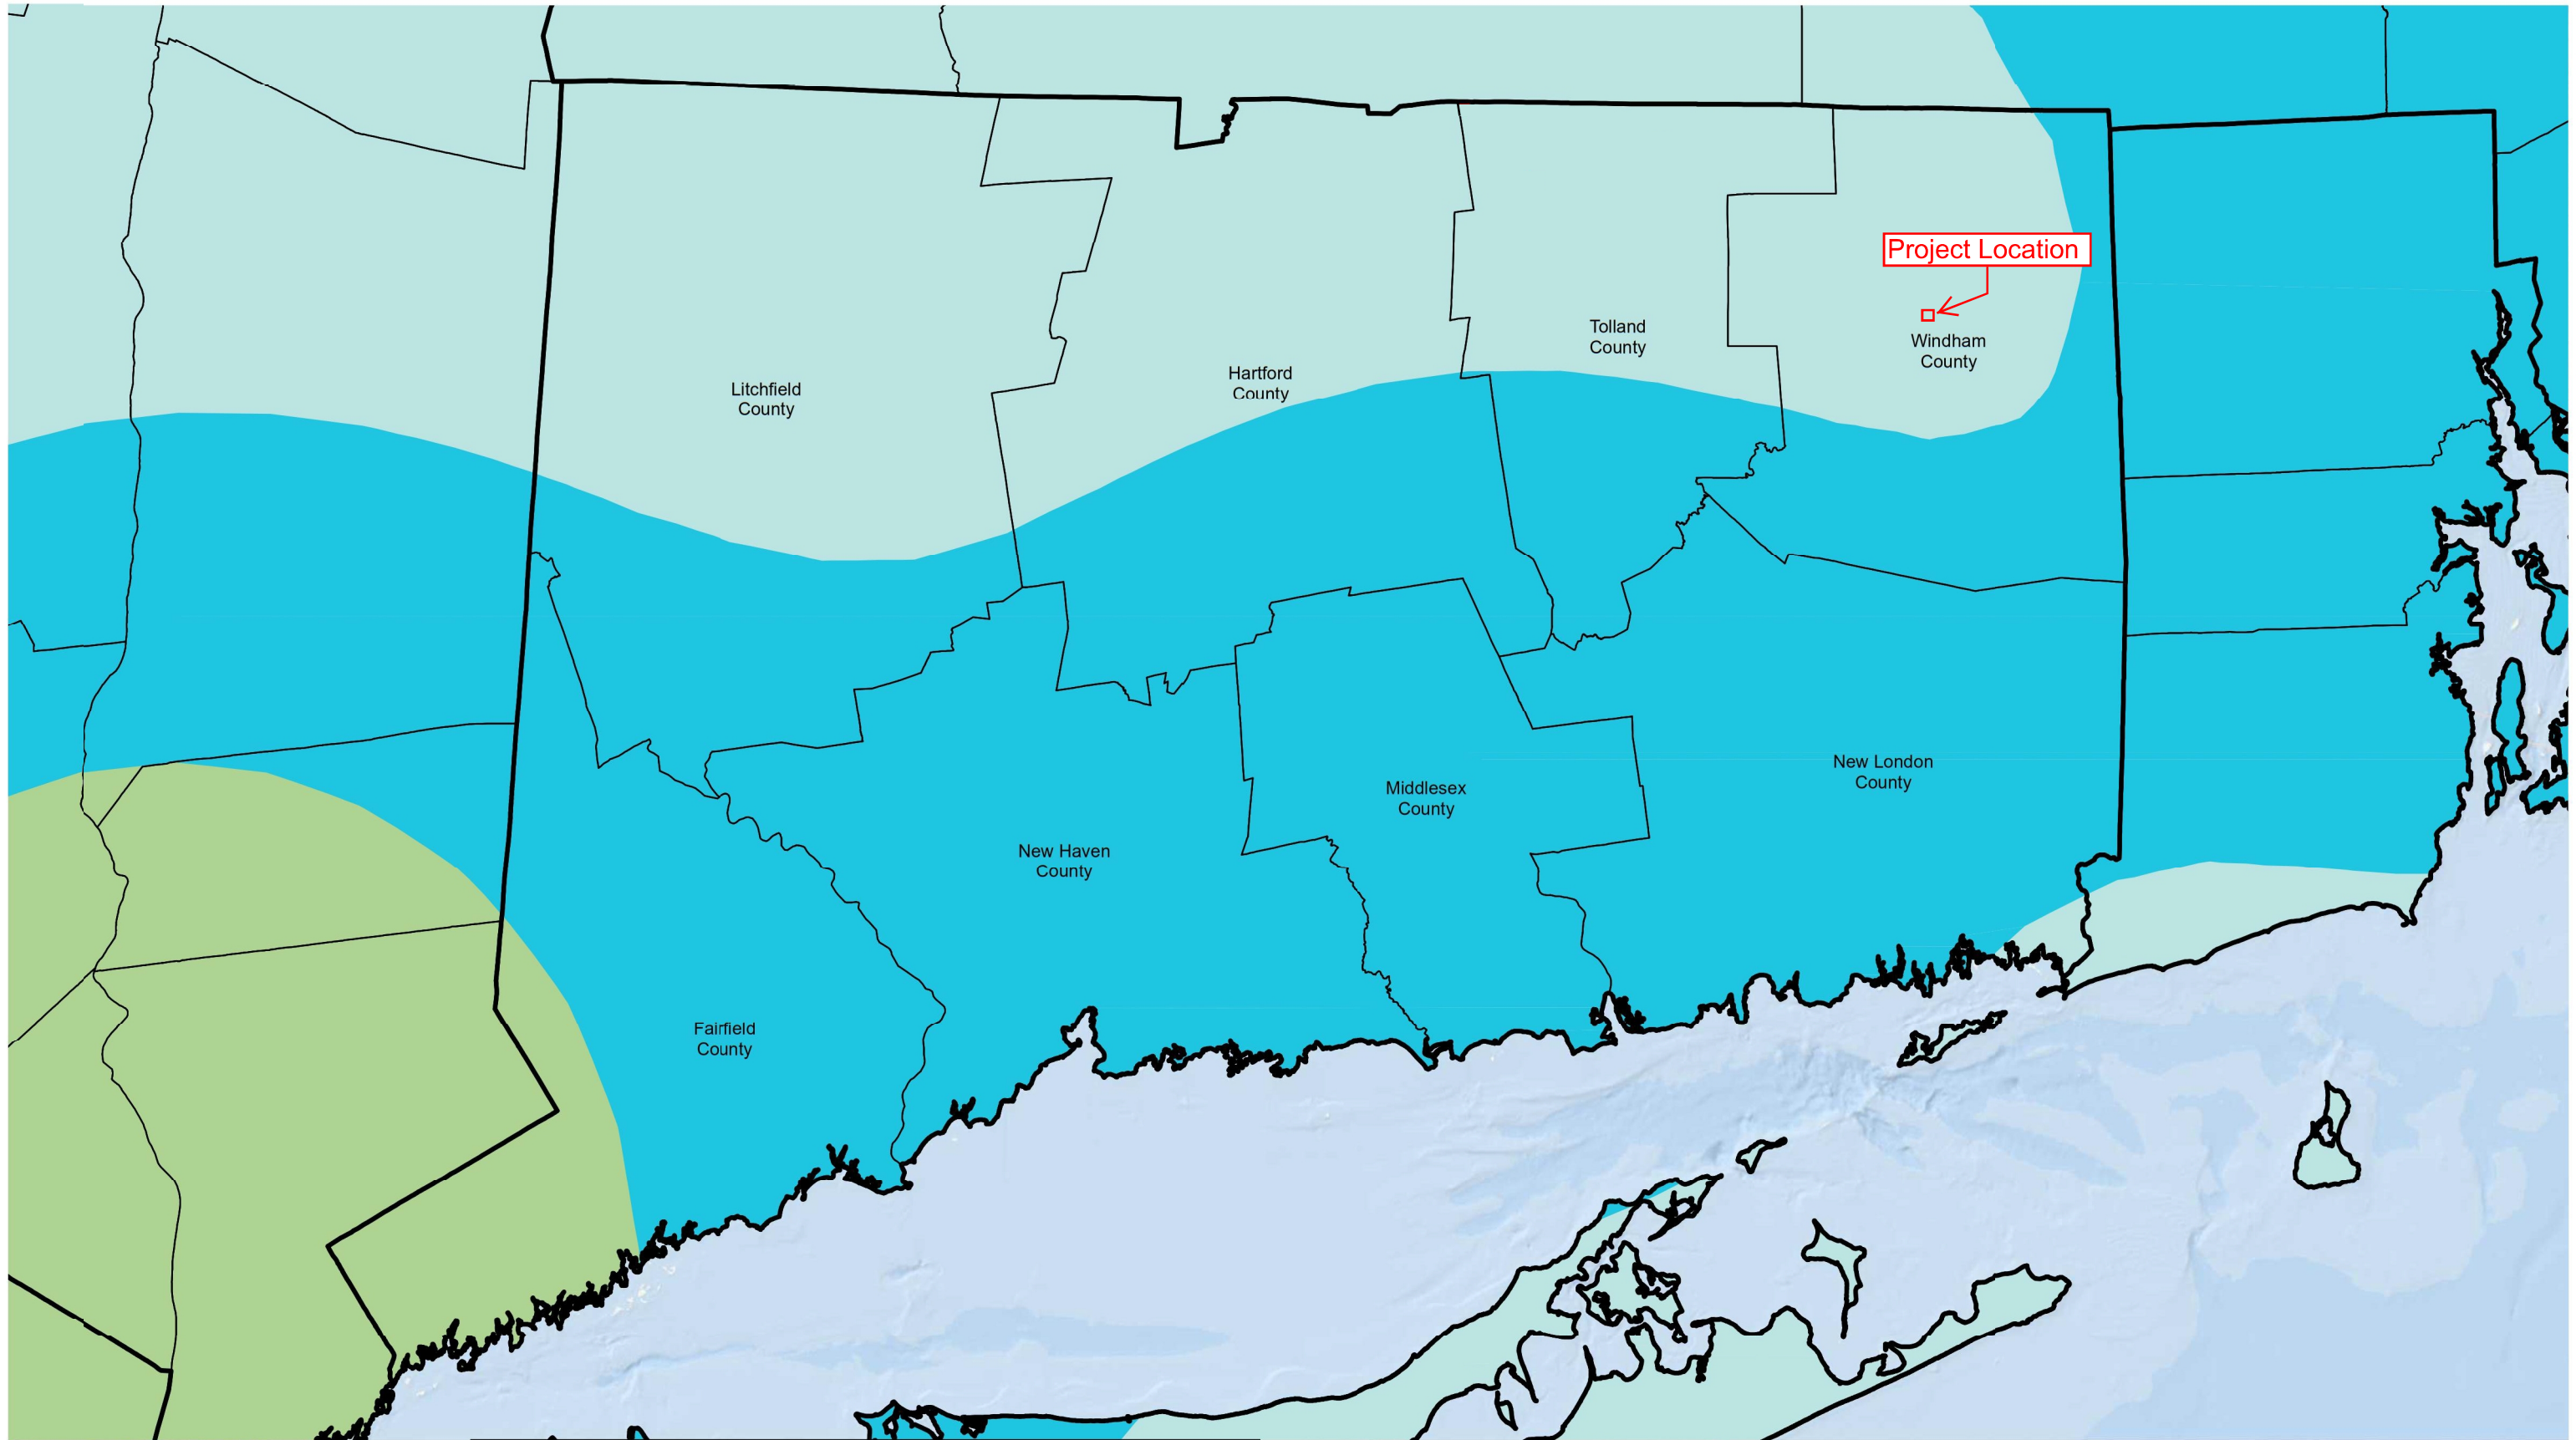 Project Location
Tolland
County
Windham
County
Hartford
County
Litchfield
County
New London
County
Middlesex
County
New Haven
County
Fairfield
County